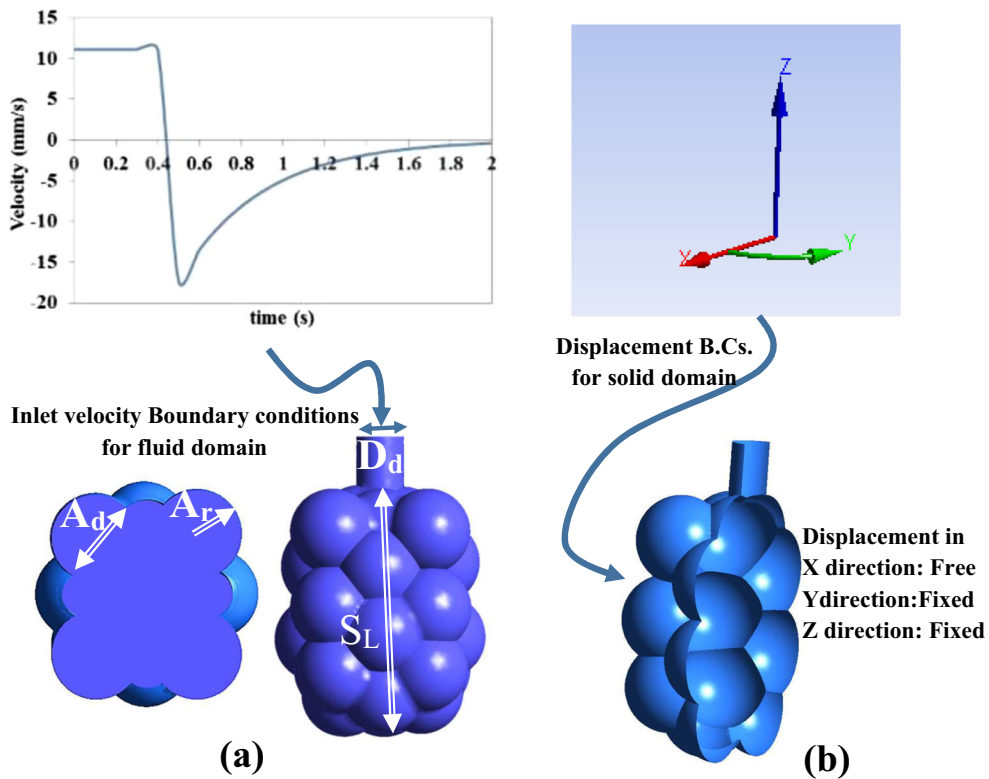 15
10
5
0
-5
-10
-15
-20
0 0.2 0.4 0.6 0.8 1 1.2 1.4 1.6 1.8 2
Velocity (mm/s)
time (s)
Z
X
Y
Displacement B.Cs.
for solid domain
Inlet velocity Boundary conditions
for fluid domain
Dd
Ad
Ar
SL
Displacement in
X direction: Free
Ydirection:Fixed
Z direction: Fixed
(a)
(b)